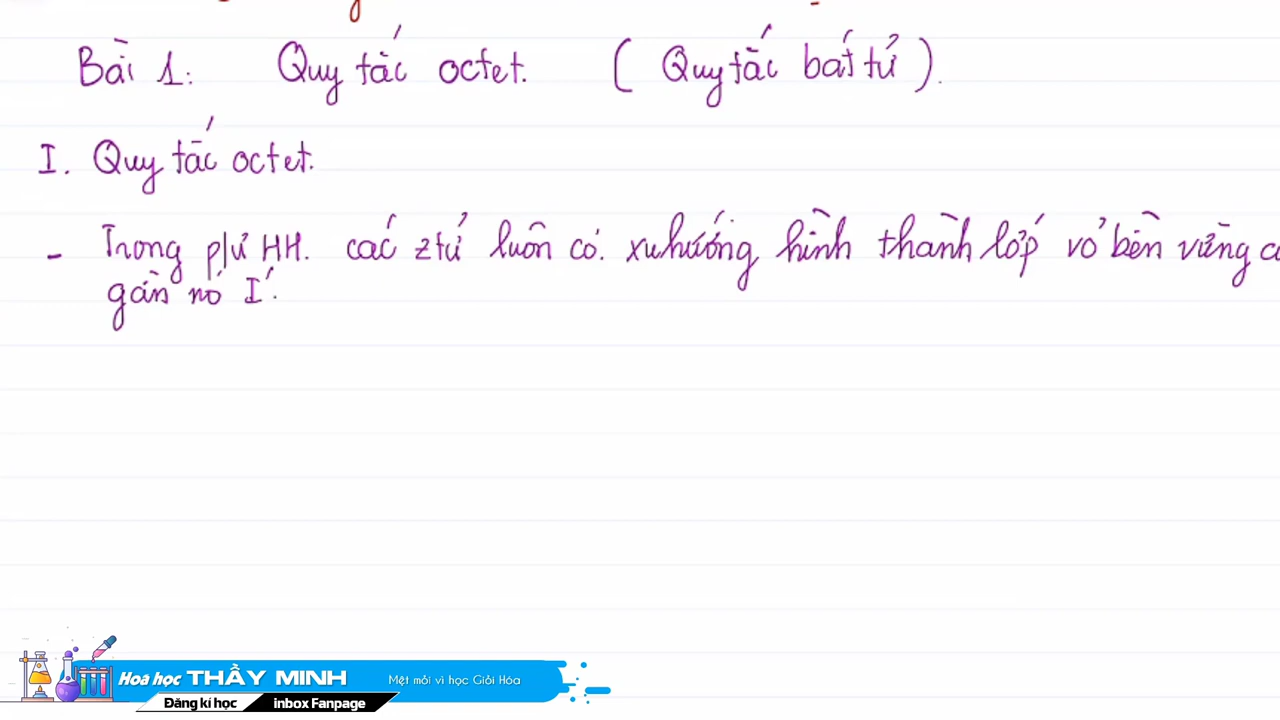 Bài 1: Quy tắc octet. ( Quy tắc bát tử ).
I. Quy tắc octet.
- Trong p/ư HH. các ztử luôn có xu hướng hình thành lớp vỏ bền vững
gần nó I'.
Hoá học THẦY MINH
Mệt mỏi vì học Giỏi Hóa
Đăng kí học inbox Fanpage